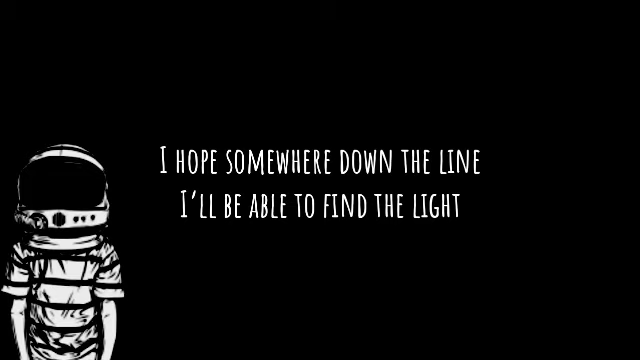 I HOPE SOMEWHERE DOWN THE LINE
I'LL BE ABLE TO FIND THE LIGHT